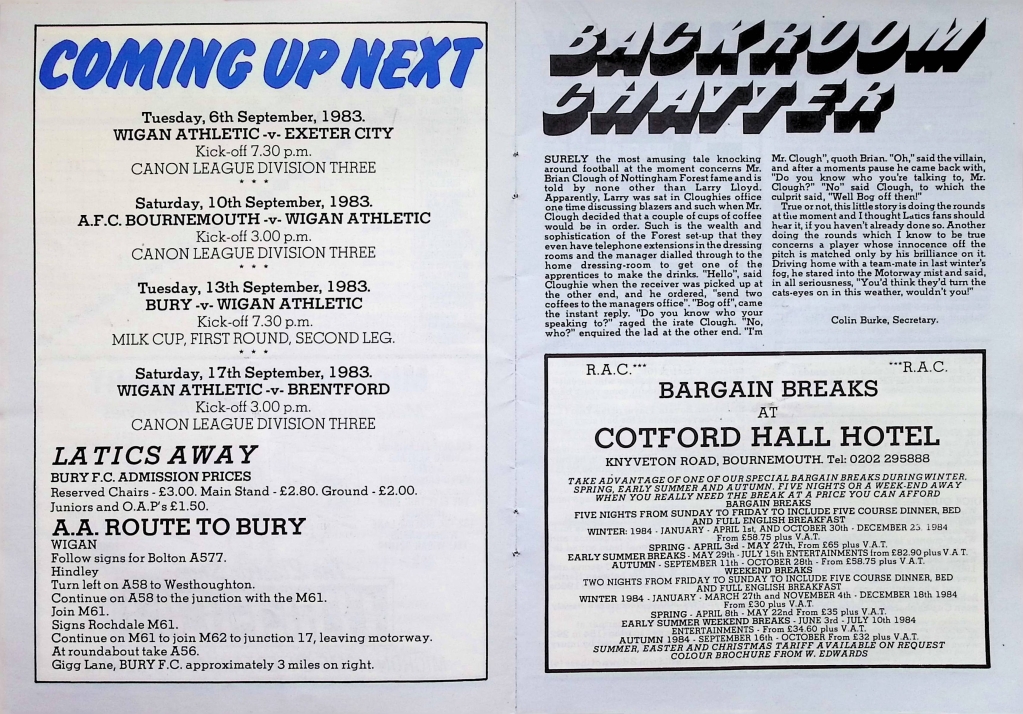 COMING UP NEXT
Tuesday, 6th September, 1983.
WIGAN ATHLETIC -v- EXETER CITY
Kick-off 7.30 p.m.
CANON LEAGUE DIVISION THREE
* * *
Saturday, 10th September, 1983.
A.F.C. BOURNEMOUTH -v- WIGAN ATHLETIC
Kick-off 3.00 p.m.
CANON LEAGUE DIVISION THREE
* * *
Tuesday, 13th September, 1983.
BURY -v- WIGAN ATHLETIC
Kick-off 7.30 p.m.
MILK CUP, FIRST ROUND, SECOND LEG.
* * *
Saturday, 17th September, 1983.
WIGAN ATHLETIC -v- BRENTFORD
Kick-off 3.00 p.m.
CANON LEAGUE DIVISION THREE
LATICS AWAY
BURY F.C. ADMISSION PRICES
Reserved Chairs - £3.00. Main Stand - £2.80. Ground - £2.00.
Juniors and O.A.P's £1.50.
A.A. ROUTE TO BURY
WIGAN
Follow signs for Bolton A577.
Hindley
Turn left on A58 to Westhoughton.
Continue on A58 to the junction with the M61.
Join M61.
Signs Rochdale M61.
Continue on M61 to join M62 to junction 17, leaving motorway.
At roundabout take A56.
Gigg Lane, BURY F.C. approximately 3 miles on right.
BACKROOM
CHATTER
SURELY the most amusing tale knocking
around football at the moment concerns Mr.
Brian Clough of Nottingham Forest fame and is
told by none other than Larry Lloyd.
Apparently, Larry was sat in Cloughies office
one time discussing blazers and such when Mr.
Clough decided that a couple of cups of coffee
would be in order. Such is the wealth and
sophistication of the Forest set-up that they
even have telephone extensions in the dressing
rooms and the manager dialled through to the
home dressing-room to get one of the
apprentices to make the drinks. "Hello", said
Cloughie when the receiver was picked up at
the other end, and he ordered, "send two
coffees to the managers office". "Bog off", came
the instant reply. "Do you know who your
speaking to?" raged the irate Clough. "No,
who?" enquired the lad at the other end. "I'm
Mr. Clough", quoth Brian. "Oh," said the villain,
and after a moments pause he came back with,
"Do you know who you're talking to, Mr.
Clough?" "No" said Clough, to which the
culprit said, "Well Bog off then!"
True or not, this little story is doing the rounds
at the moment and I thought Latics fans should
hear it, if you haven't already done so. Another
doing the rounds which I know to be true
concerns a player whose innocence off the
pitch is matched only by his brilliance on it.
Driving home with a team-mate in last winter's
fog, he stared into the Motorway mist and said,
in all seriousness, "You'd think they'd turn the
cats-eyes on in this weather, wouldn't you!"
Colin Burke, Secretary.
R.A.C.*** ***R.A.C.
BARGAIN BREAKS
AT
COTFORD HALL HOTEL
KNYVETON ROAD, BOURNEMOUTH. Tel: 0202 295888
TAKE ADVANTAGE OF ONE OF OUR SPECIAL BARGAIN BREAKS DURING WINTER.
SPRING, EARLY SUMMER AND AUTUMN. FIVE NIGHTS OR A WEEK-END AWAY
WHEN YOU REALLY NEED THE BREAK AT A PRICE YOU CAN AFFORD
BARGAIN BREAKS
FIVE NIGHTS FROM SUNDAY TO FRIDAY TO INCLUDE FIVE COURSE DINNER, BED
AND FULL ENGLISH BREAKFAST
WINTER: 1984 - JANUARY - APRIL 1st, AND OCTOBER 30th - DECEMBER 23. 1984
From £58.75 plus V.A.T.
SPRING - APRIL 3rd - MAY 27th, From £65 plus V.A.T.
EARLY SUMMER BREAKS - MAY 29th - JULY 15th ENTERTAINMENTS from £82.90 plus V.A.T.
AUTUMN - SEPTEMBER 11th - OCTOBER 28th - From £58.75 plus V.A.T.
WEEKEND BREAKS
TWO NIGHTS FROM FRIDAY TO SUNDAY TO INCLUDE FIVE COURSE DINNER, BED
AND FULL ENGLISH BREAKFAST
WINTER 1984 - JANUARY - MARCH 27th and NOVEMBER 4th - DECEMBER 18th 1984
From £30 plus V.A.T.
SPRING - APRIL 8th - MAY 22nd From £35 plus V.A.T.
EARLY SUMMER WEEKEND BREAKS - JUNE 3rd - JULY 10th 1984
ENTERTAINMENTS - From £34.60 plus V.A.T.
AUTUMN 1984 - SEPTEMBER 16th - OCTOBER From £32 plus V.A.T.
SUMMER, EASTER AND CHRISTMAS TARIFF AVAILABLE ON REQUEST
COLOUR BROCHURE FROM W. EDWARDS